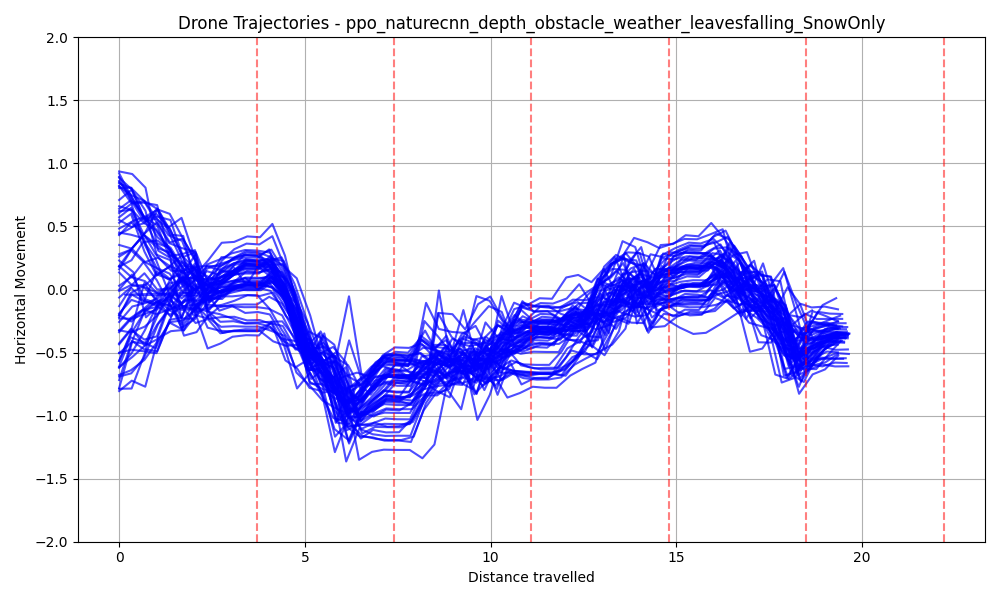 Drone Trajectories - ppo_naturecnn_depth_obstacle_weather_leavesfalling_SnowOnly
2.0
1.5
1.0
0.5
0.0
−0.5
−1.0
−1.5
−2.0
Horizontal Movement
0 5 10 15 20
Distance travelled